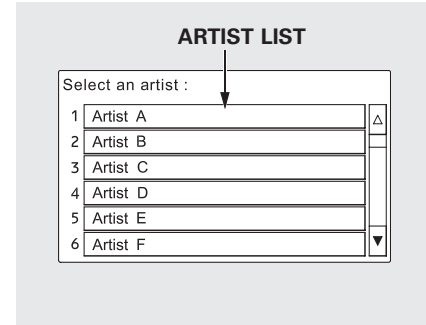 ARTIST LIST
Select an artist :
1 Artist A
2 Artist B
3 Artist C
4 Artist D
5 Artist E
6 Artist F